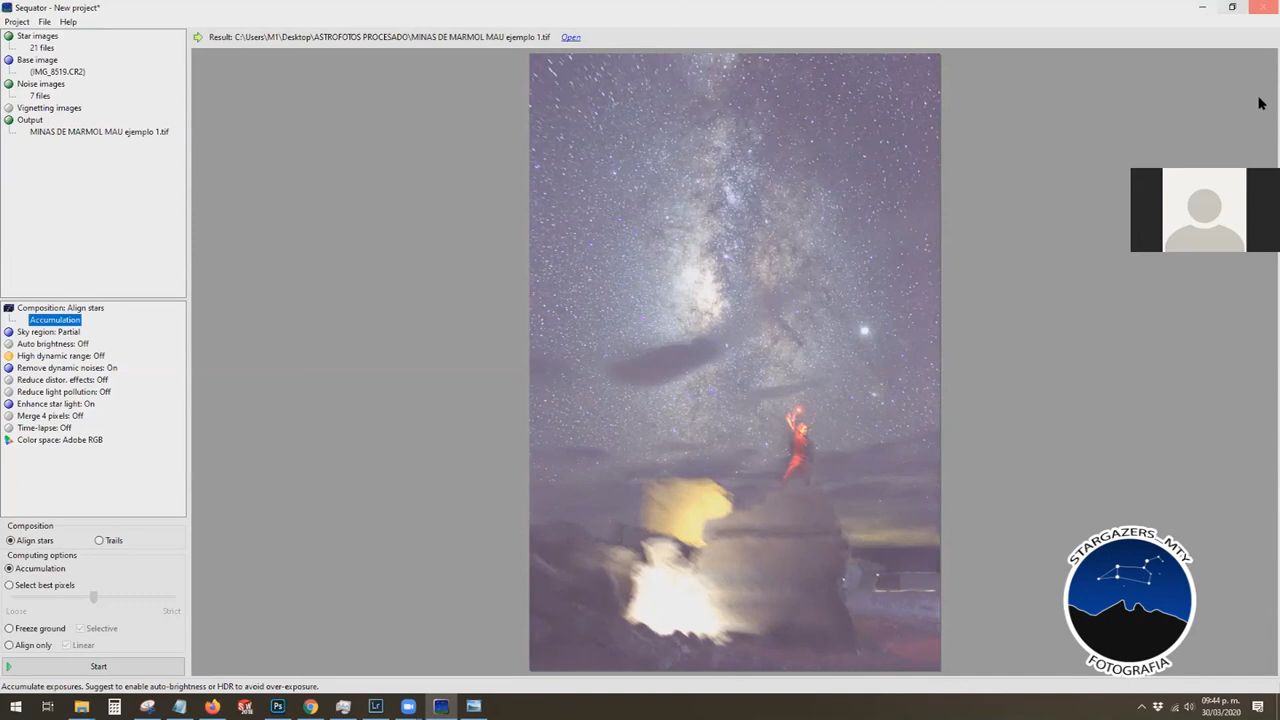 Sequator - New project*
Project File Help
Star images
21 files
Base image
(IMG_8519.CR2)
Noise images
7 files
Vignetting images
Output
MINAS DE MARMOL MAU ejemplo 1.tif
Result: C:\Users\M1\Desktop\ASTROFOTOS PROCESADO\MINAS DE MARMOL MAU ejemplo 1.tif Open
Composition: Align stars
Accumulation
Sky region: Partial
Auto brightness: Off
High dynamic range: Off
Remove dynamic noises: On
Reduce distor. effects: Off
Reduce light pollution: Off
Enhance star light: On
Merge 4 pixels: Off
Time-lapse: Off
Color space: Adobe RGB
Composition
Align stars Trails
Computing options
Accumulation
Select best pixels
Loose Strict
Freeze ground Selective
Align only Linear
Start
Accumulate exposures. Suggest to enable auto-brightness or HDR to avoid over-exposure.
STARGAZERS_MTY
FOTOGRAFIA
Ps
Lr
09:44 p. m.
30/03/2020